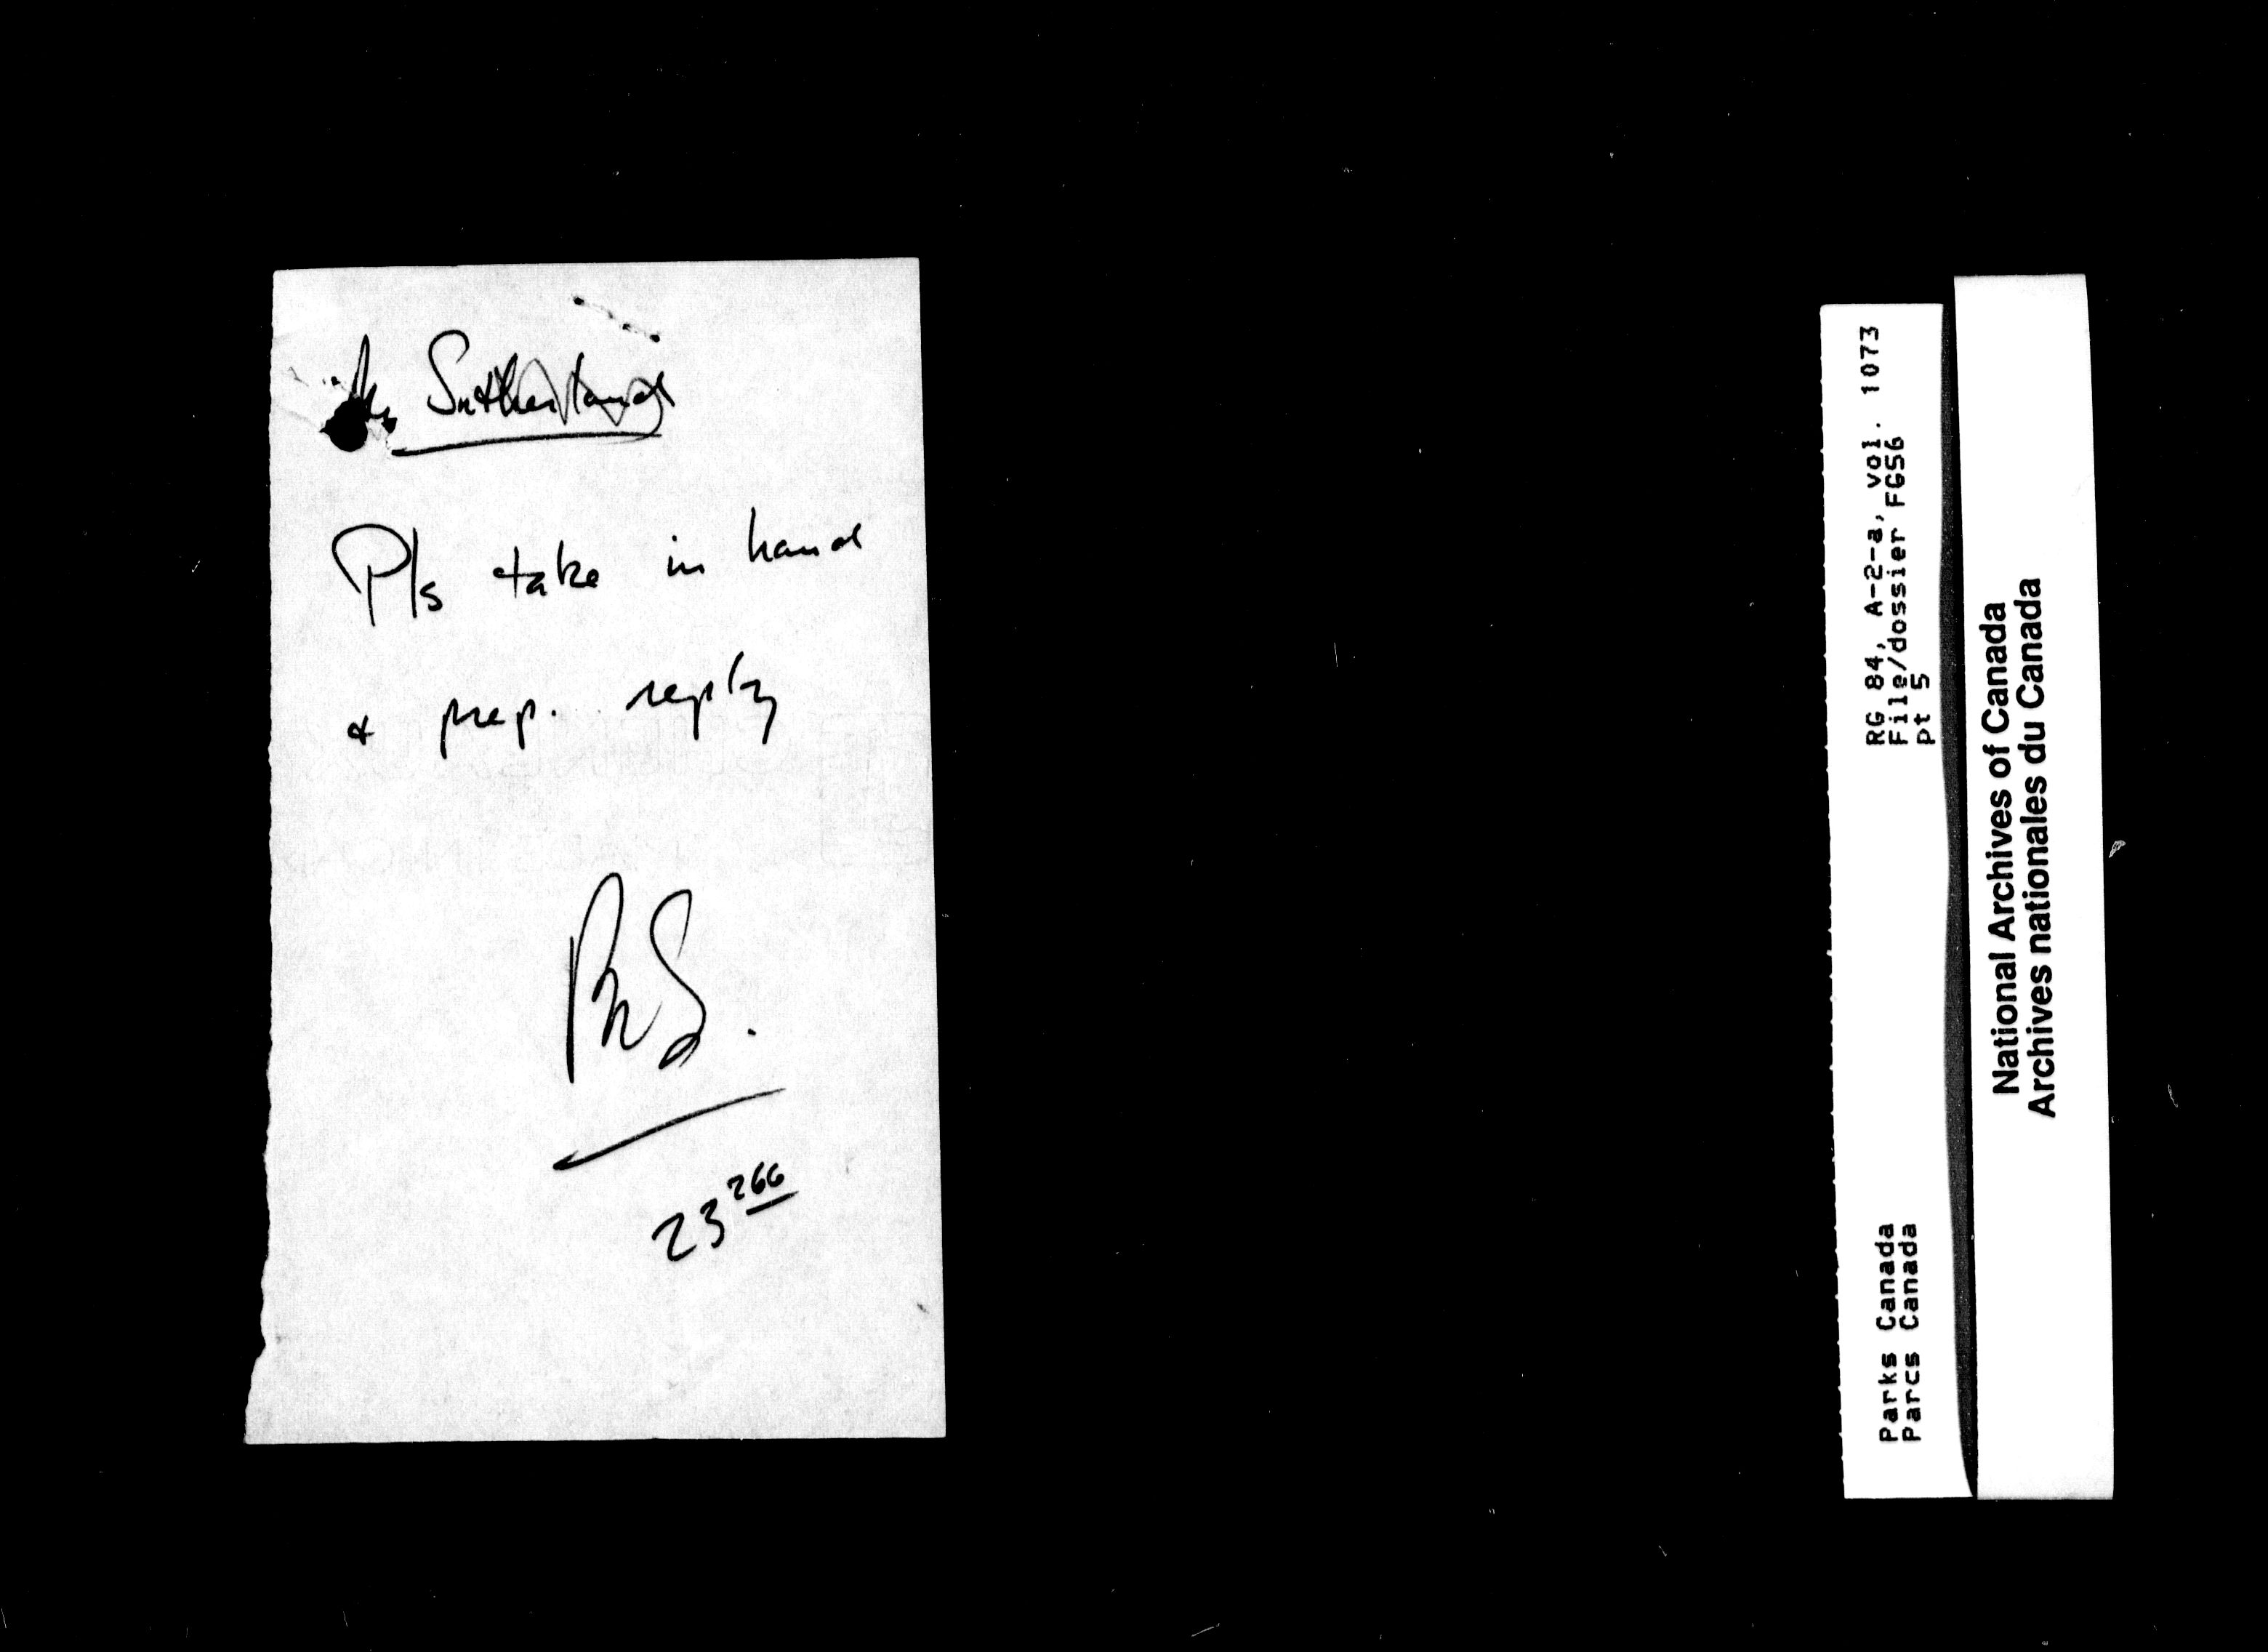 Mr Sutherland
Pls take in hand
& prep. reply
23 266
RG 84, A-2-a, vol. 1073
File/dossier FGS6
pt 5
Parks Canada
Parcs Canada
National Archives of Canada
Archives nationales du Canada